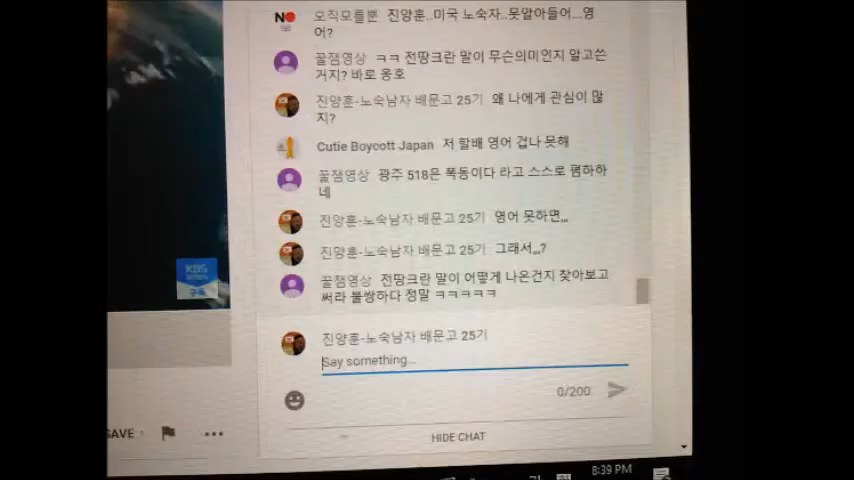 NO
오직모를뿐 진양훈..미국 노숙자..못알아들어...영
어?
꿀잼영상 ㅋㅋ 전땅크란 말이 무슨의미인지 알고쓴
거지? 바로 옹호
진양훈-노숙남자 배문고 25기 왜 나에게 관심이 많
지?
Cutie Boycott Japan 저 할배 영어 겁나 못해
꿀잼영상 광주 518은 폭동이다 라고 스스로 폄하하
네
진양훈-노숙남자 배문고 25기 영어 못하면,,,
진양훈-노숙남자 배문고 25기 그래서,,,?
꿀잼영상 전땅크란 말이 어떻게 나온건지 찾아보고
써라 불쌍하다 정말 ㅋㅋㅋㅋㅋ
KBS
구독
진양훈-노숙남자 배문고 25기
Say something...
0/200
SAVE
HIDE CHAT
8:39 PM